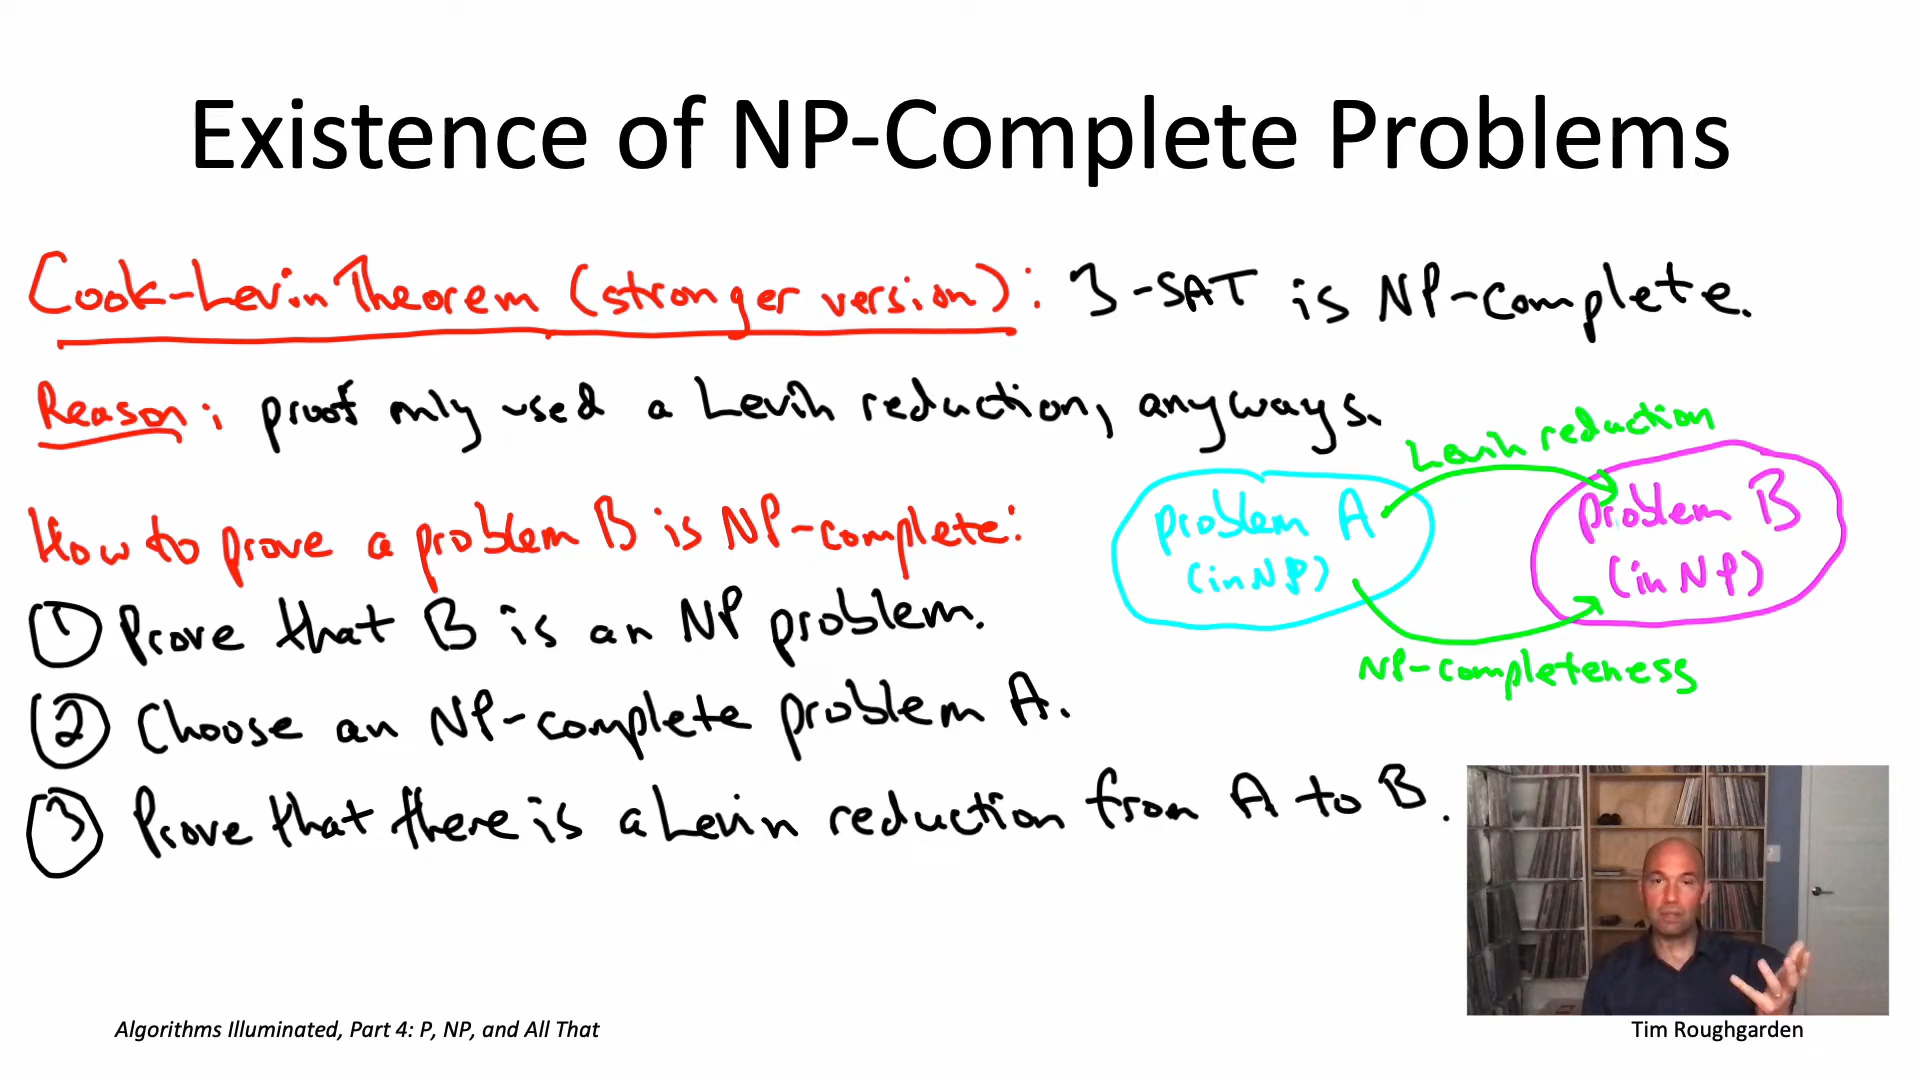 Existence of NP-Complete Problems
Cook-Levin Theorem (stronger version): 3-SAT is NP-complete.
Reason: proof only used a Levin reduction, anyways.
Levin reduction
problem A
(in NP)
problem B
(in NP)
NP-completeness
How to prove a problem B is NP-complete:
① Prove that B is an NP problem.
② Choose an NP-complete problem A.
③ Prove that there is a Levin reduction from A to B.
Algorithms Illuminated, Part 4: P, NP, and All That
Tim Roughgarden